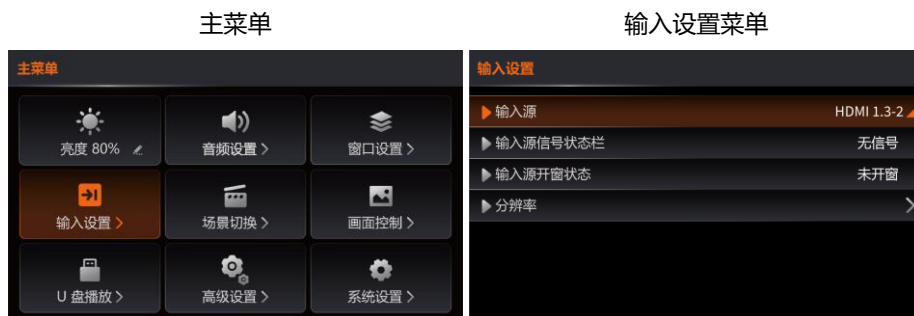 主菜单
输入设置菜单
主菜单
亮度 80%
音频设置
窗口设置
输入设置
场景切换
画面控制
U 盘播放
高级设置
系统设置
输入设置
输入源 HDMI 1.3-2
输入源信号状态栏 无信号
输入源开窗状态 未开窗
分辨率